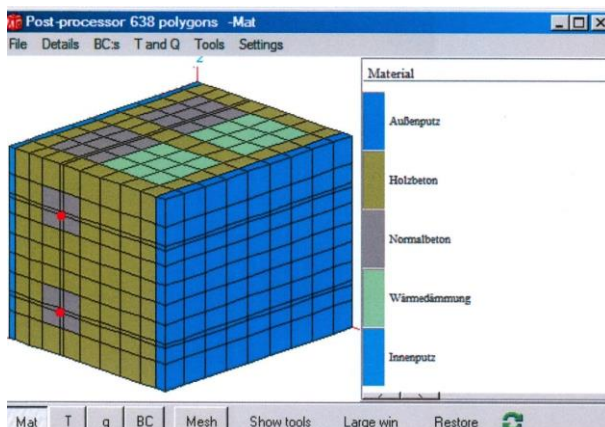 Post-processor 638 polygons -Mat
File Details BC:s T and Q Tools Settings
Material
Außenputz
Holzbeton
Normalbeton
Wärmedämmung
Innenputz
Mat T q BC Mesh Show tools Large win Restore